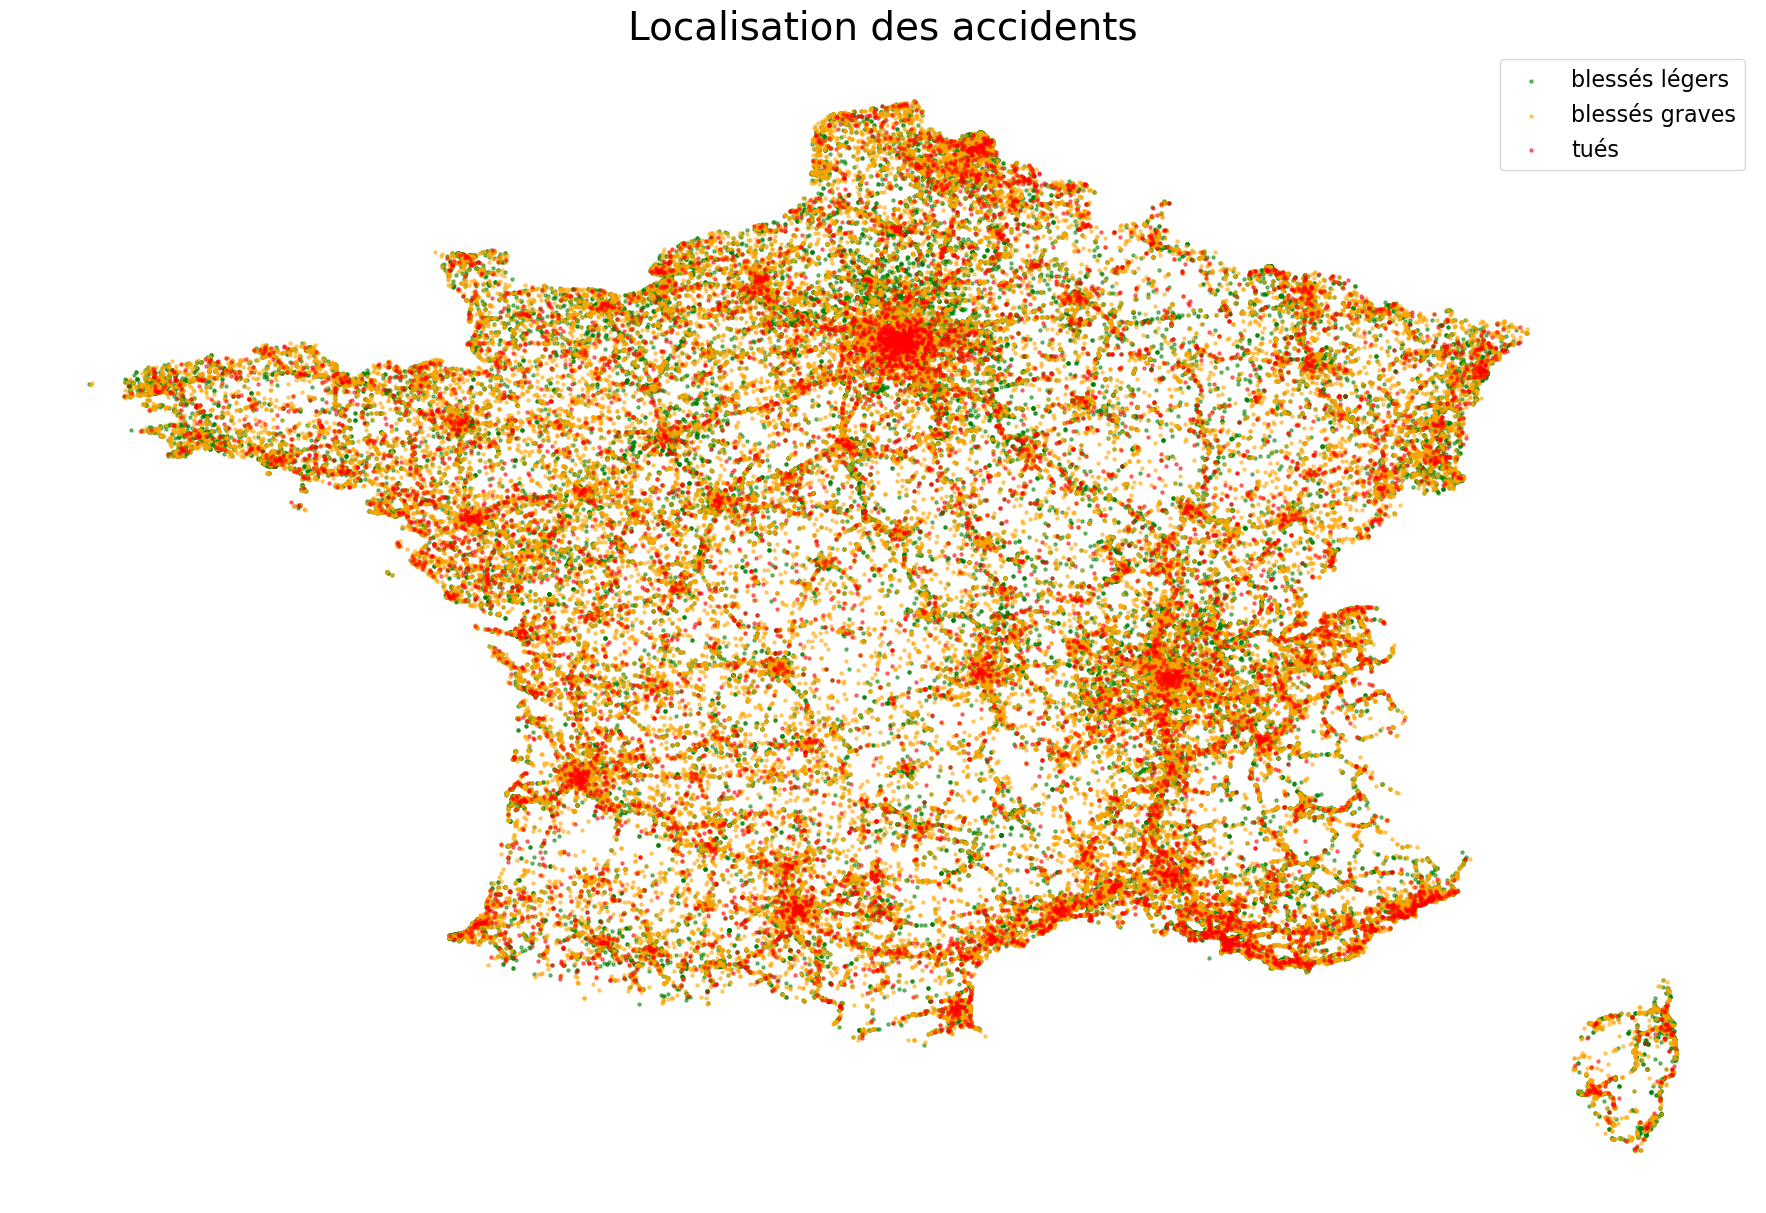 Localisation des accidents
blessés légers
blessés graves
tués